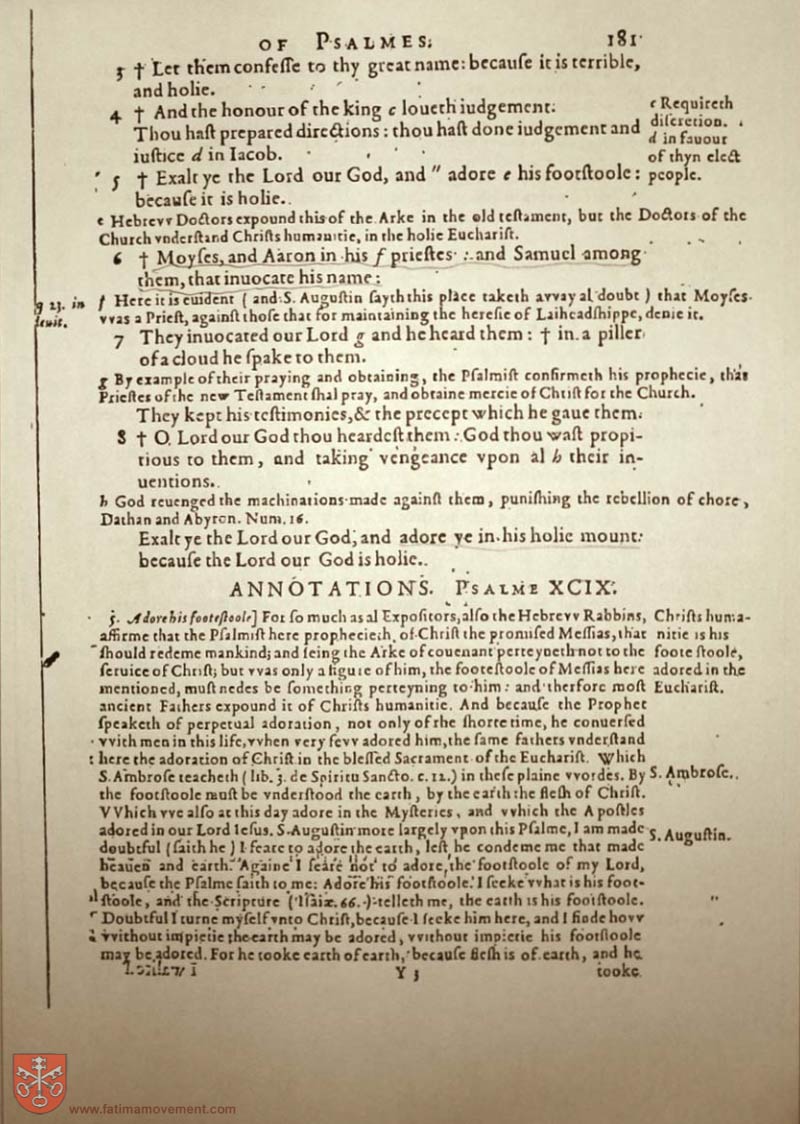 OF PSALMES.
181
3 † Let them confeſſe to thy great name: becauſe it is terrible,
and holie.
4 † And the honour of the king c loueth iudgement:
Thou haſt prepared directions: thou haſt done iudgement and
iuſtice d in Iacob.
c Requireth
diſcretion.
d in fauour
of thyn elect
people.
5 † Exalt ye the Lord our God, and " adore e his footſtoole:
becauſe it is holie.
e Hebrevv Doctors expound this of the Arke in the old teſtament, but the Doctors of the
Church vnderſtand Chriſts humanitie, in the holie Euchariſt.
6 † Moyſes, and Aaron in his f prieſtes: and Samuel among
them, that inuocate his name:
f Here it is euident (and S. Auguſtin ſayth this place taketh avvay al doubt) that Moyſes
vvas a Prieſt, againſt thoſe that for maintaining the hereſie of Laiheadſhippe, denie it.
g 23. in
leuit.
7 They inuocated our Lord g and he heard them: † in a piller
of a cloud he ſpake to them.
g By example of their praying and obtaining, the Pſalmiſt confirmeth his prophecie, that
Prieſtes of the new Teſtament ſhal pray, and obtaine mercie of Chriſt for the Church.
They kept his teſtimonies, & the precept which he gaue them.
8 † O Lord our God thou heardeſt them: God thou waſt propi-
tious to them, and taking vengeance vpon al h their in-
uentions.
h God reuenged the machinations made againſt them, puniſhing the rebellion of chore,
Dathan and Abyron. Num. 16.
Exalt ye the Lord our God, and adore ye in his holie mount:
becauſe the Lord our God is holie.
ANNOTATIONS. PSALME XCIX.
5. Adore his footeſtoole] For ſo much as al Expoſitors, alſo the Hebrevv Rabbins,
affirme that the Pſalmiſt here prophecieth of Chriſt the promiſed Meſſias, that
ſhould redeme mankind; and ſeing the Arke of couenant perteyneth not to the
ſeruice of Chriſt; but vvas only a figure of him, the footeſtoole of Meſſias here
mentioned, muſt nedes be ſomething perteyning to him: and therfore moſt
ancient Fathers expound it of Chriſts humanitie. And becauſe the Prophet
ſpeaketh of perpetual adoration, not only of the ſhorte time, he conuerſed
vvith men in this life, vvhen very fevv adored him, the ſame fathers vnderſtand
here the adoration of Chriſt in the bleſſed Sacrament of the Euchariſt. Which
S. Ambroſe teacheth (lib. 3. de Spiritu Sancto. c. 12.) in theſe plaine vvordes. By
the footſtoole muſt be vnderſtood the earth, by the earth the fleſh of Chriſt.
VVhich vve alſo at this day adore in the Myſteries, and vvhich the Apoſtles
adored in our Lord Ieſus. S. Auguſtin more largely vpon this Pſalme, I am made
doubtful (ſaith he) I feare to adore the earth, leſt he condeme me that made
heauen and earth. Againe I feare not to adore the footſtoole of my Lord,
becauſe the Pſalme ſaith to me: Adore his footſtoole. I ſeeke vvhat is his foot-
ſtoole, and the Scripture (Iſaix. 66.) telleth me, the earth is his footſtoole.
Doubtful I turne myſelf vnto Chriſt, becauſe I ſeeke him here, and I finde hovv
vvithout impietie the earth may be adored, vvithout impietie his footſtoole
may be adored. For he tooke earth of earth, becauſe fleſh is of earth, and he
Chriſts huma-
nitie is his
foote ſtoole,
adored in the
Euchariſt.
S. Ambroſe.
S. Auguſtin.
Y 3
tooke
www.fatimamovement.com